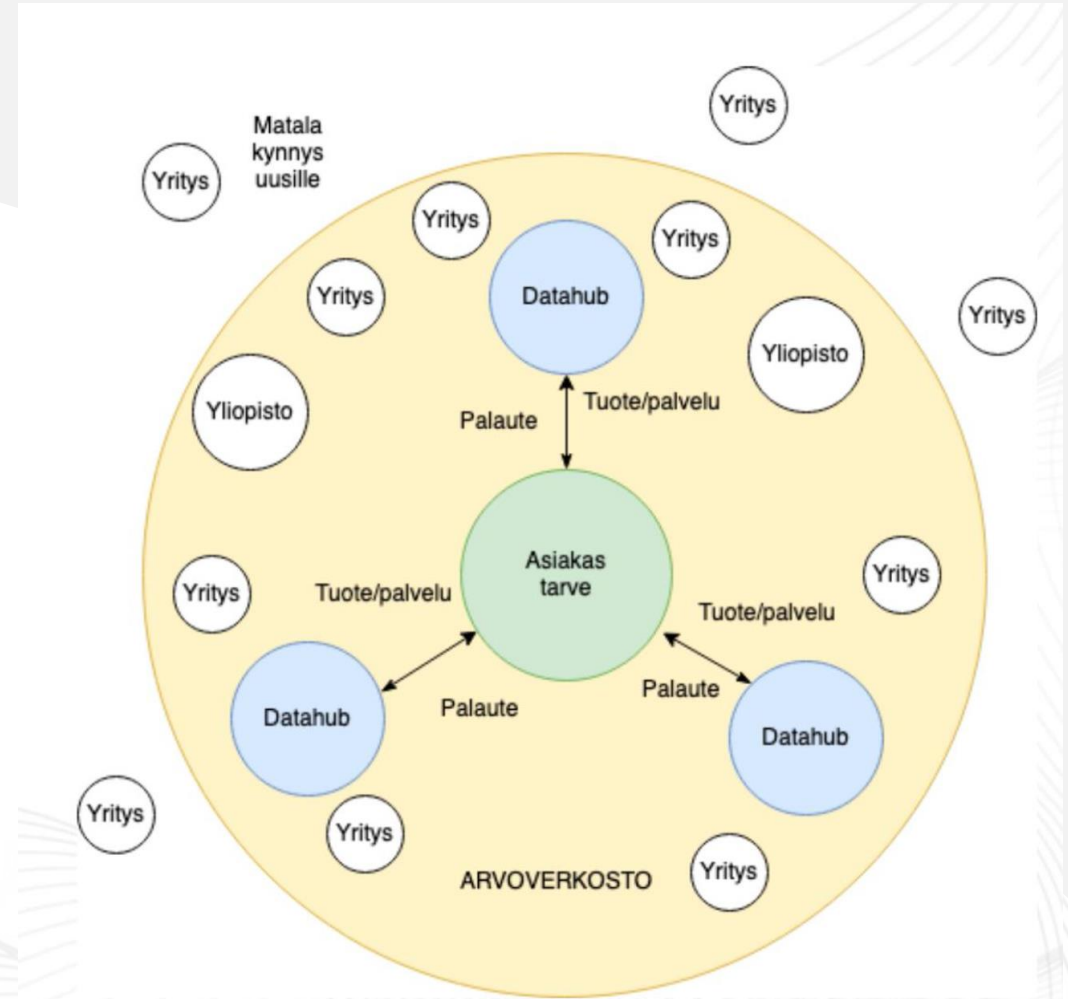 Yritys
Matala
kynnys
uusille
Yritys
Yritys
Yritys
Yritys
Datahub
Yritys
Yliopisto
Yliopisto
Tuote/palvelu
Palaute
Asiakas
tarve
Yritys
Yritys
Tuote/palvelu
Tuote/palvelu
Palaute
Palaute
Datahub
Datahub
Yritys
Yritys
Yritys
ARVOVERKOSTO
Yritys